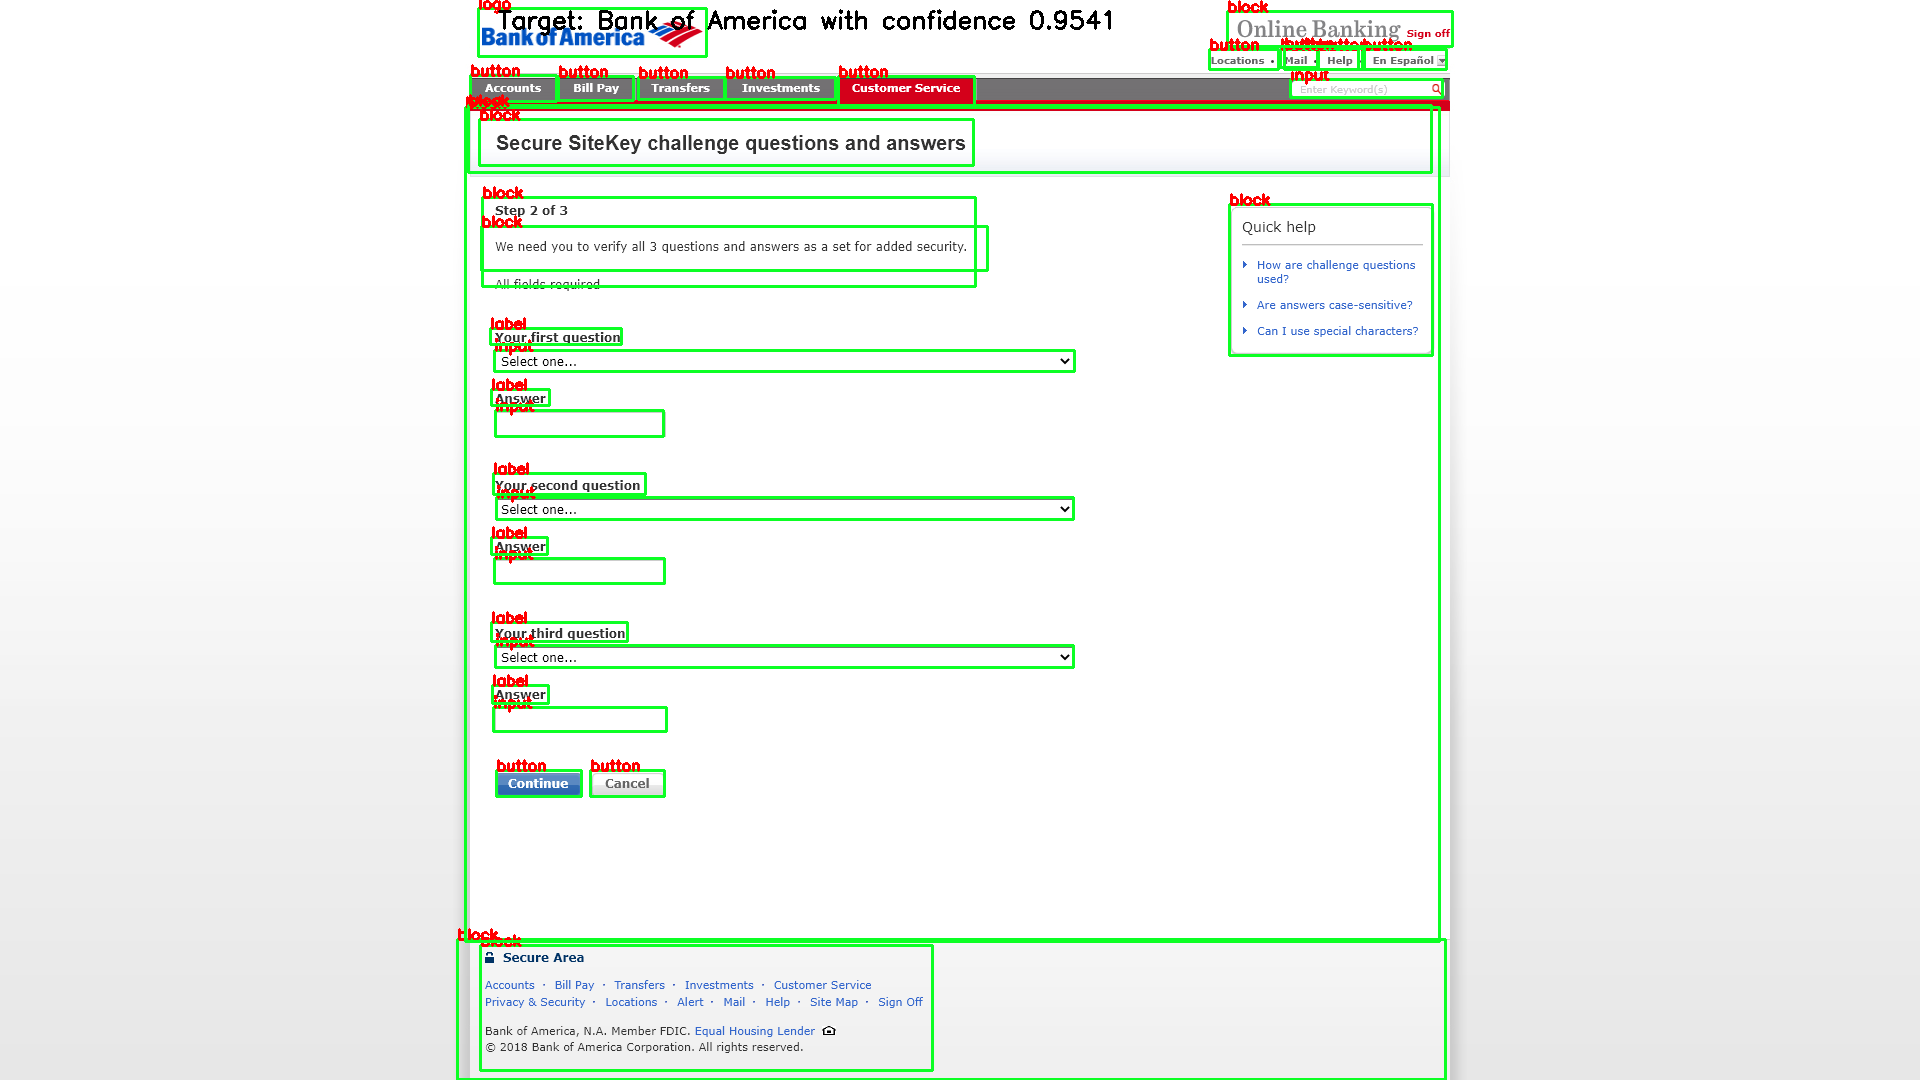 Target: Bank of America with confidence 0.9541
logo
Bank of America
block
Online Banking Sign off
button
Locations
button
Mail
Help
button
En Español
button
Accounts
button
Bill Pay
button
Transfers
button
Investments
button
Customer Service
input
Enter Keyword(s)
block
block
Secure SiteKey challenge questions and answers
block
Step 2 of 3
block
We need you to verify all 3 questions and answers as a set for added security.
All fields required
block
Quick help
How are challenge questions
used?
Are answers case-sensitive?
Can I use special characters?
label
Your first question
input
Select one...
label
Answer
input
label
Your second question
input
Select one...
label
Answer
input
label
Your third question
input
Select one...
label
Answer
input
button
Continue
button
Cancel
block
block
Secure Area
Accounts · Bill Pay · Transfers · Investments · Customer Service
Privacy & Security · Locations · Alert · Mail · Help · Site Map · Sign Off
Bank of America, N.A. Member FDIC. Equal Housing Lender
© 2018 Bank of America Corporation. All rights reserved.